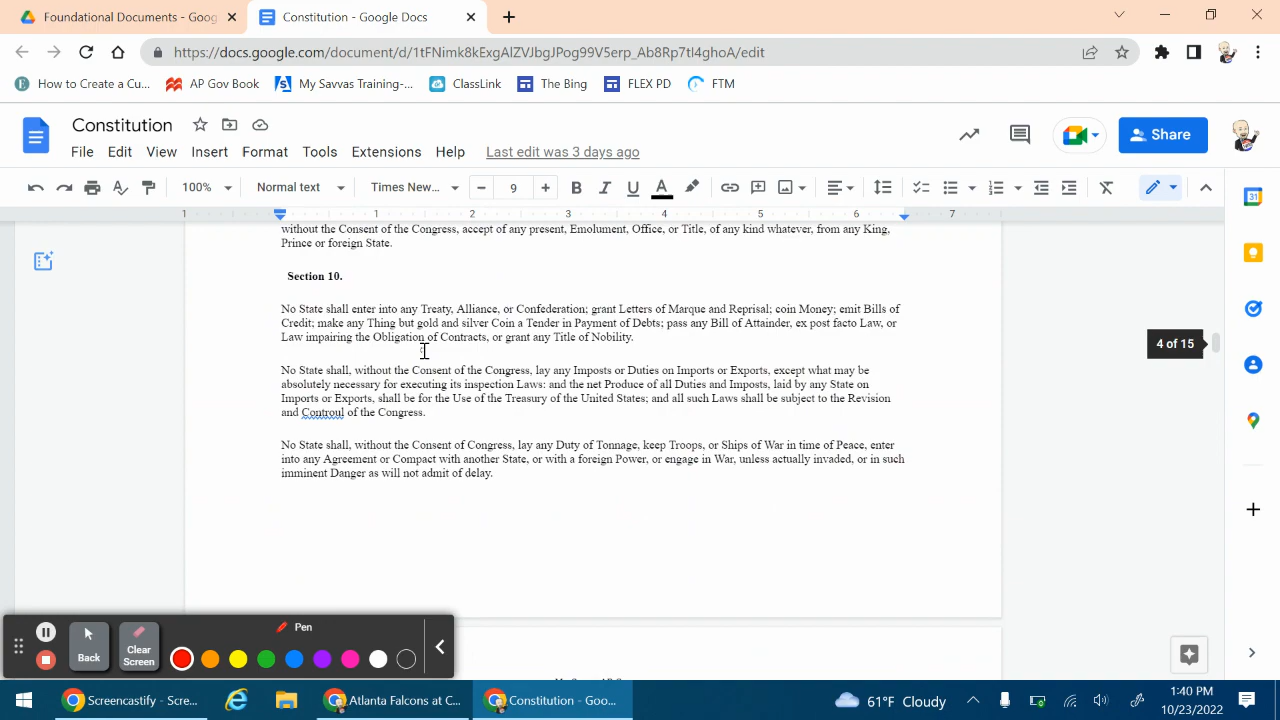 Foundational Documents - Goog
Constitution - Google Docs
https://docs.google.com/document/d/1tFNimk8kExgAlZVJbgJPog99V5erp_Ab8Rp7tl4ghoA/edit
How to Create a Cu...
AP Gov Book
My Savvas Training-...
ClassLink
The Bing
FLEX PD
FTM
Constitution
File Edit View Insert Format Tools Extensions Help Last edit was 3 days ago
Share
100% Normal text Times New... 9
1 1 2 3 4 5 6 7
without the Consent of the Congress, accept of any present, Emolument, Office, or Title, of any kind whatever, from any King,
Prince or foreign State.
Section 10.
No State shall enter into any Treaty, Alliance, or Confederation; grant Letters of Marque and Reprisal; coin Money; emit Bills of
Credit; make any Thing but gold and silver Coin a Tender in Payment of Debts; pass any Bill of Attainder, ex post facto Law, or
Law impairing the Obligation of Contracts, or grant any Title of Nobility.
4 of 15
No State shall, without the Consent of the Congress, lay any Imposts or Duties on Imports or Exports, except what may be
absolutely necessary for executing its inspection Laws: and the net Produce of all Duties and Imposts, laid by any State on
Imports or Exports, shall be for the Use of the Treasury of the United States; and all such Laws shall be subject to the Revision
and Controul of the Congress.
No State shall, without the Consent of Congress, lay any Duty of Tonnage, keep Troops, or Ships of War in time of Peace, enter
into any Agreement or Compact with another State, or with a foreign Power, or engage in War, unless actually invaded, or in such
imminent Danger as will not admit of delay.
Pen
Back
Clear
Screen
Screencastify - Scre...
Atlanta Falcons at C...
Constitution - Goo...
61°F Cloudy
1:40 PM
10/23/2022